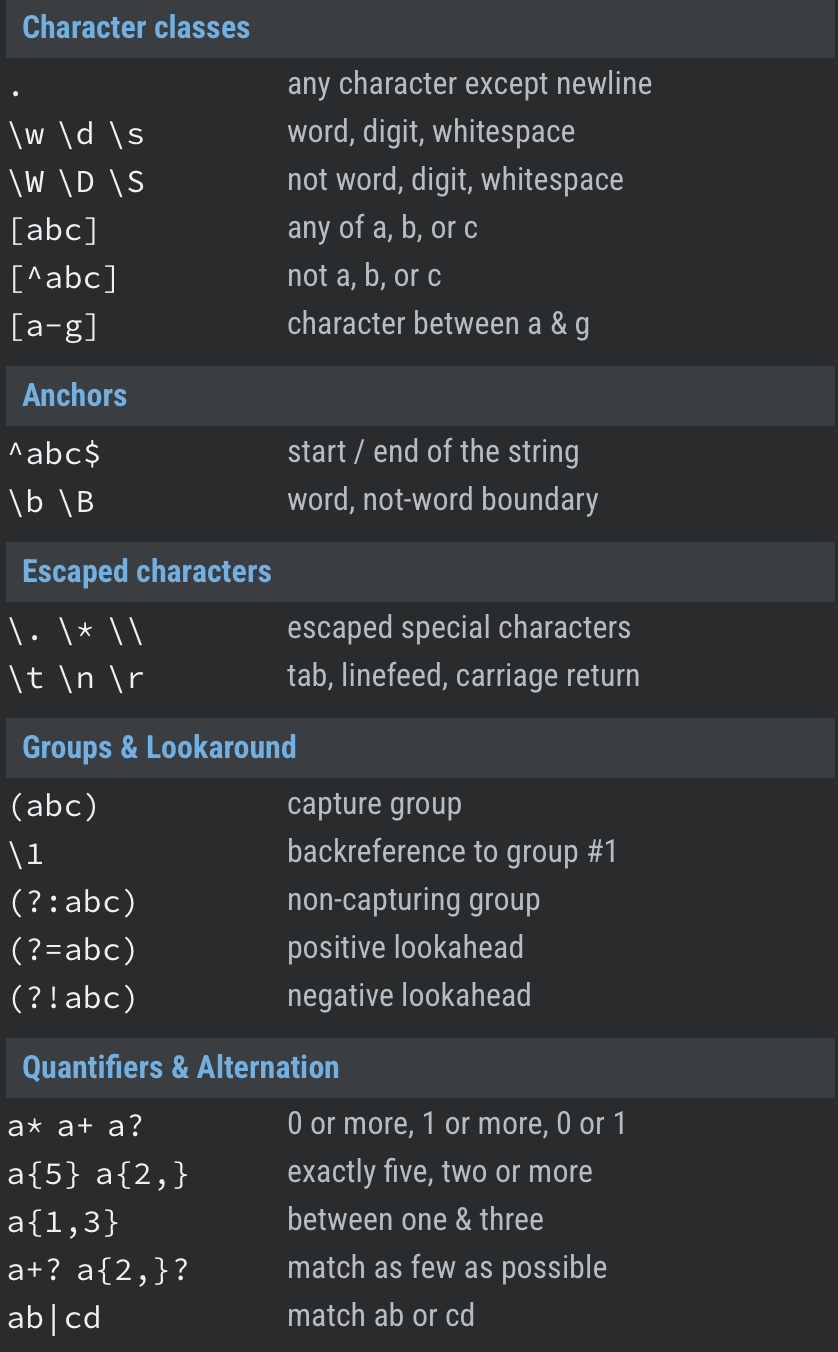 Character classes
. any character except newline
\w \d \s word, digit, whitespace
\W \D \S not word, digit, whitespace
[abc] any of a, b, or c
[^abc] not a, b, or c
[a-g] character between a & g
Anchors
^abc$ start / end of the string
\b \B word, not-word boundary
Escaped characters
\. \* \\ escaped special characters
\t \n \r tab, linefeed, carriage return
Groups & Lookaround
(abc) capture group
\1 backreference to group #1
(?:abc) non-capturing group
(?=abc) positive lookahead
(?!abc) negative lookahead
Quantifiers & Alternation
a* a+ a? 0 or more, 1 or more, 0 or 1
a{5} a{2,} exactly five, two or more
a{1,3} between one & three
a+? a{2,}? match as few as possible
ab|cd match ab or cd